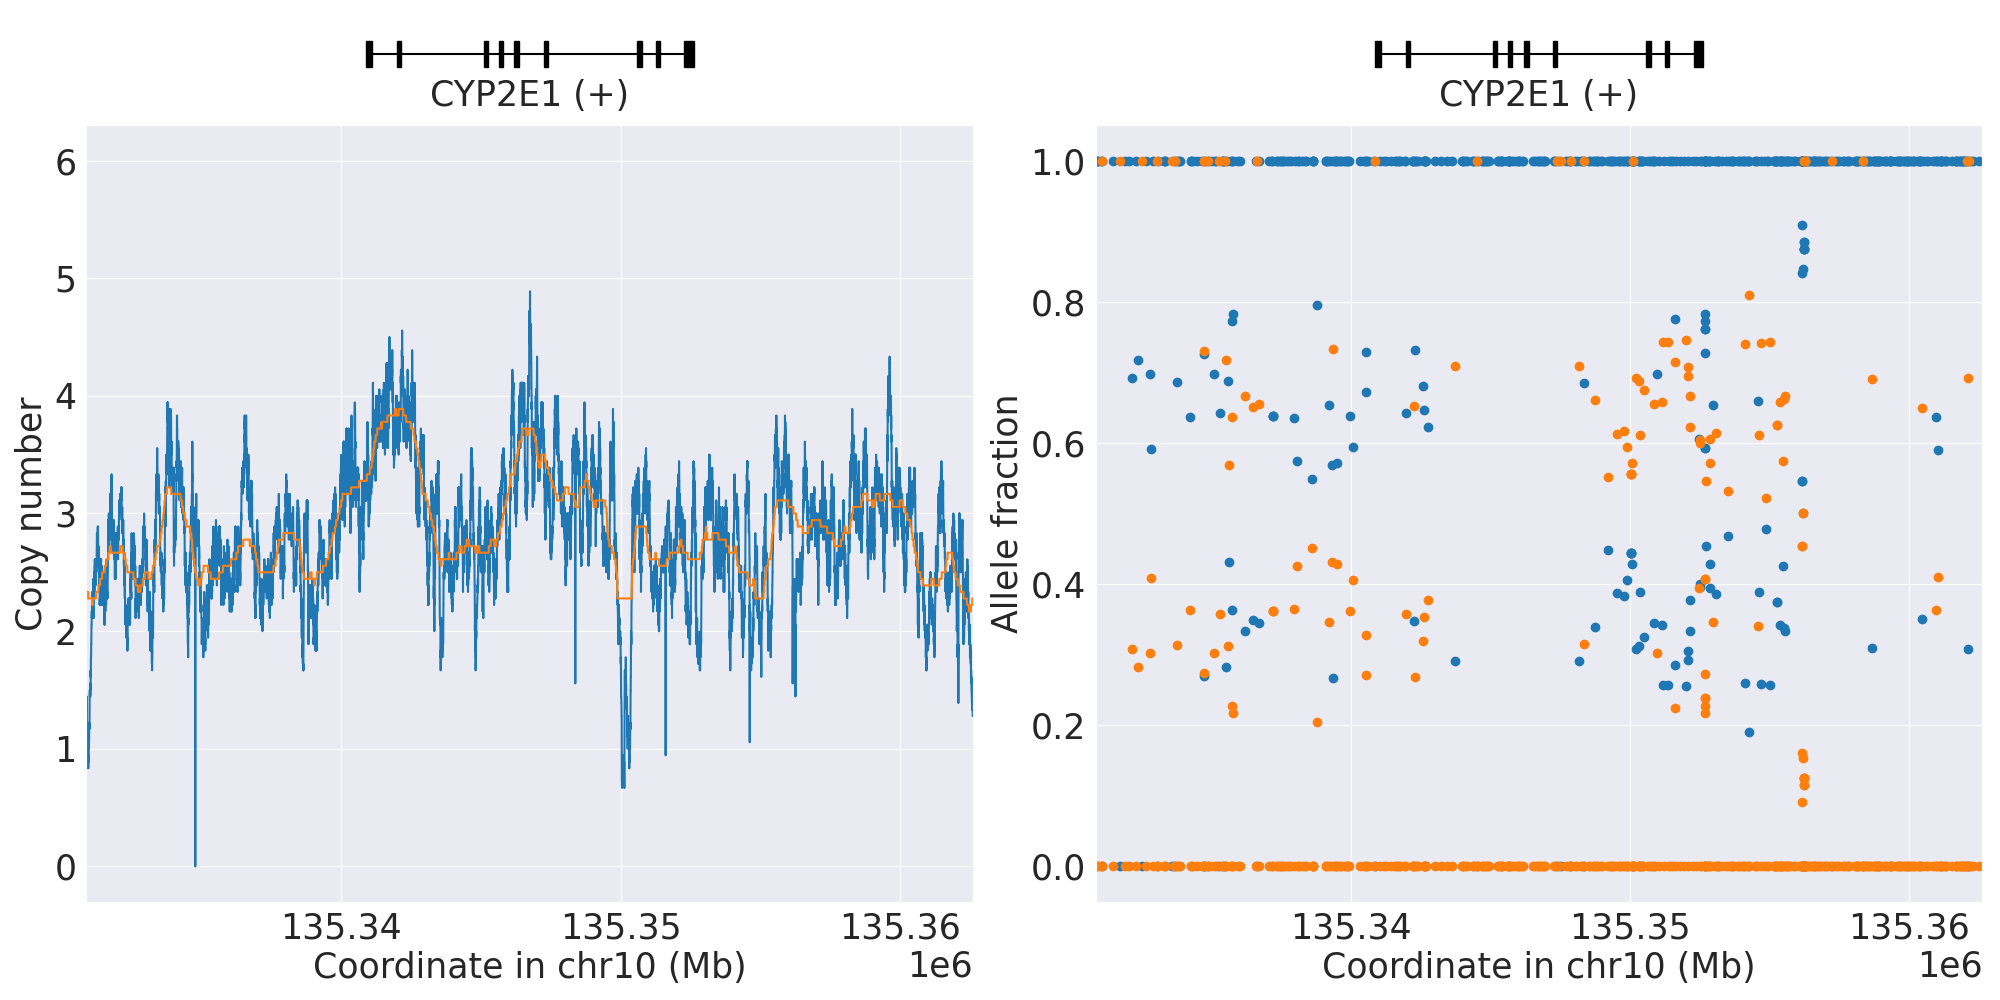 CYP2E1 (+)
CYP2E1 (+)
Copy number
6
5
4
3
2
1
0
135.34
135.35
135.36
Coordinate in chr10 (Mb)
1e6
Allele fraction
1.0
0.8
0.6
0.4
0.2
0.0
135.34
135.35
135.36
Coordinate in chr10 (Mb)
1e6